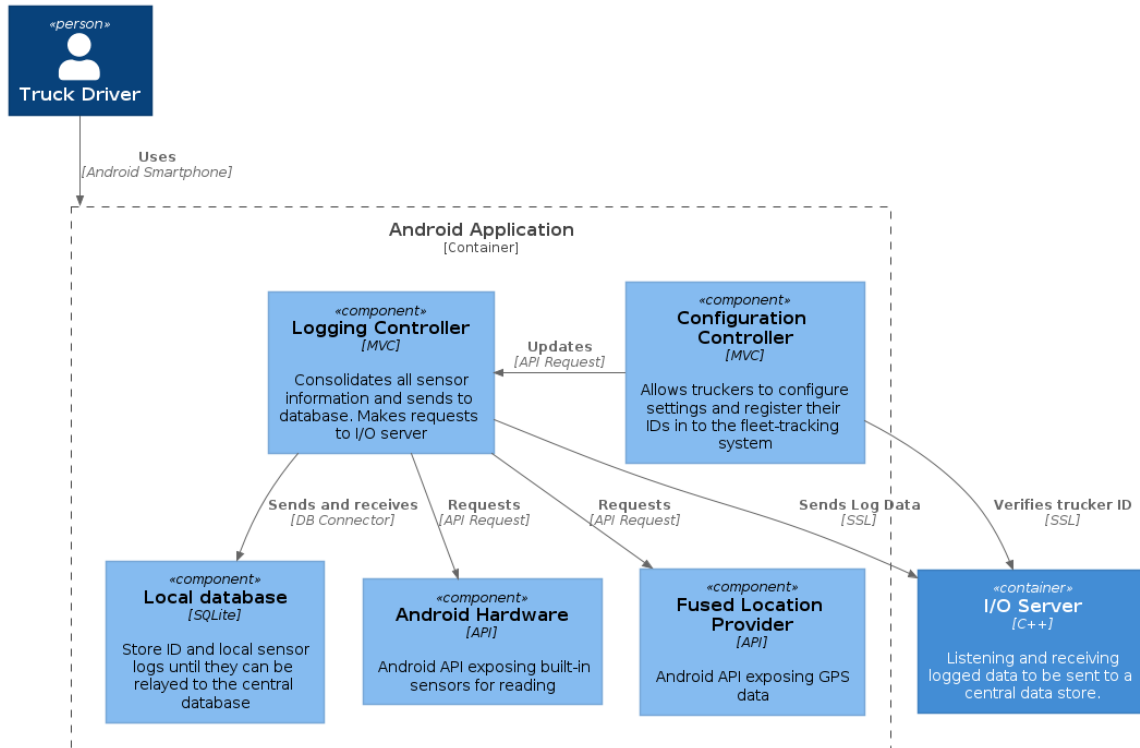 «person»
Truck Driver
Uses
[Android Smartphone]
Android Application
[Container]
«component»
Logging Controller
[MVC]
Consolidates all sensor
information and sends to
database. Makes requests
to I/O server
Updates
[API Request]
«component»
Configuration
Controller
[MVC]
Allows truckers to configure
settings and register their
IDs in to the fleet-tracking
system
Sends and receives
[DB Connector]
Requests
[API Request]
Requests
[API Request]
Sends Log Data
[SSL]
Verifies trucker ID
[SSL]
«component»
Local database
[SQLite]
Store ID and local sensor
logs until they can be
relayed to the central
database
«component»
Android Hardware
[API]
Android API exposing built-in
sensors for reading
«component»
Fused Location
Provider
[API]
Android API exposing GPS
data
«container»
I/O Server
[C++]
Listening and receiving
logged data to be sent to a
central data store.